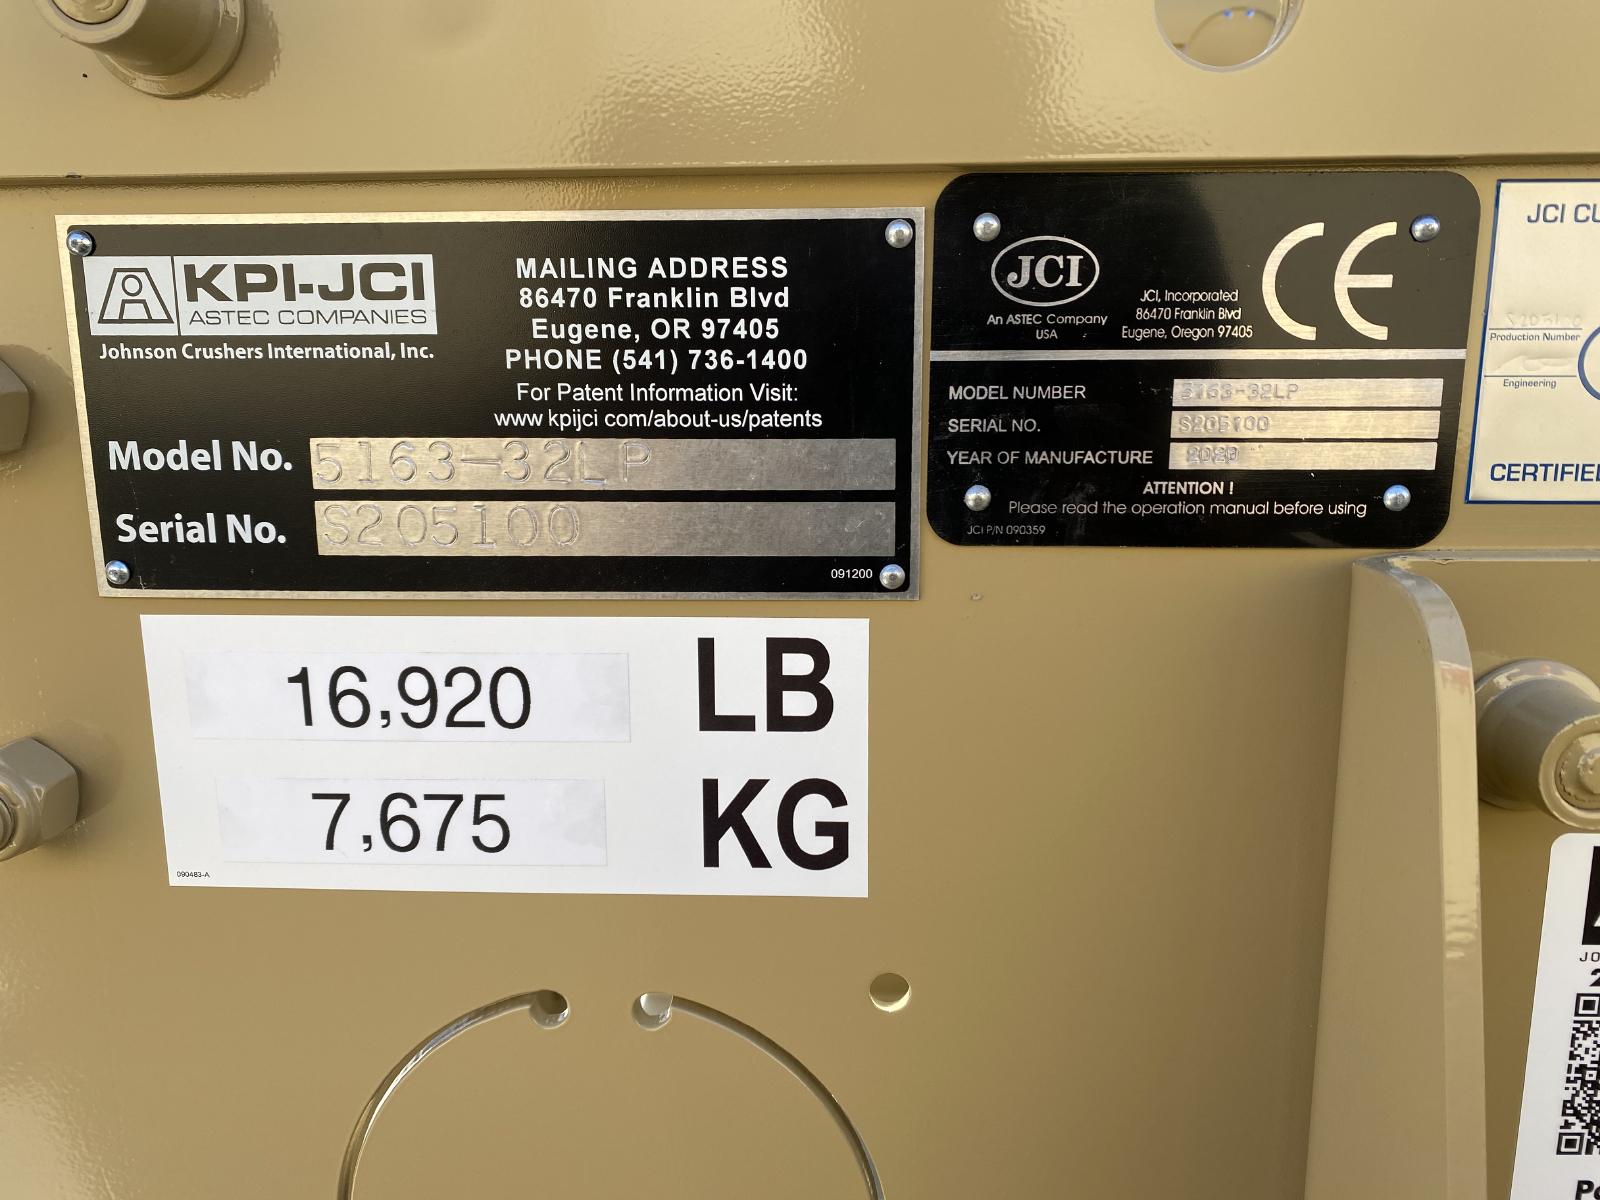 KPI-JCI
ASTEC COMPANIES
Johnson Crushers International, Inc.
MAILING ADDRESS
86470 Franklin Blvd
Eugene, OR 97405
PHONE (541) 736-1400
For Patent Information Visit:
www kpijci com/about-us/patents
Model No. 5163-32LP
Serial No. S205100
091200
JCI
An ASTEC Company
USA
JCI, Incorporated
86470 Franklin Blvd
Eugene, Oregon 97405
CE
MODEL NUMBER 5163-32LP
SERIAL NO. S205100
YEAR OF MANUFACTURE
ATTENTION !
Please read the operation manual before using
JCI P/N 090359
JCI CU
S205100
Production Number
Engineering
CERTIFIED
16,920 LB
7,675 KG
090483-A
JO
2